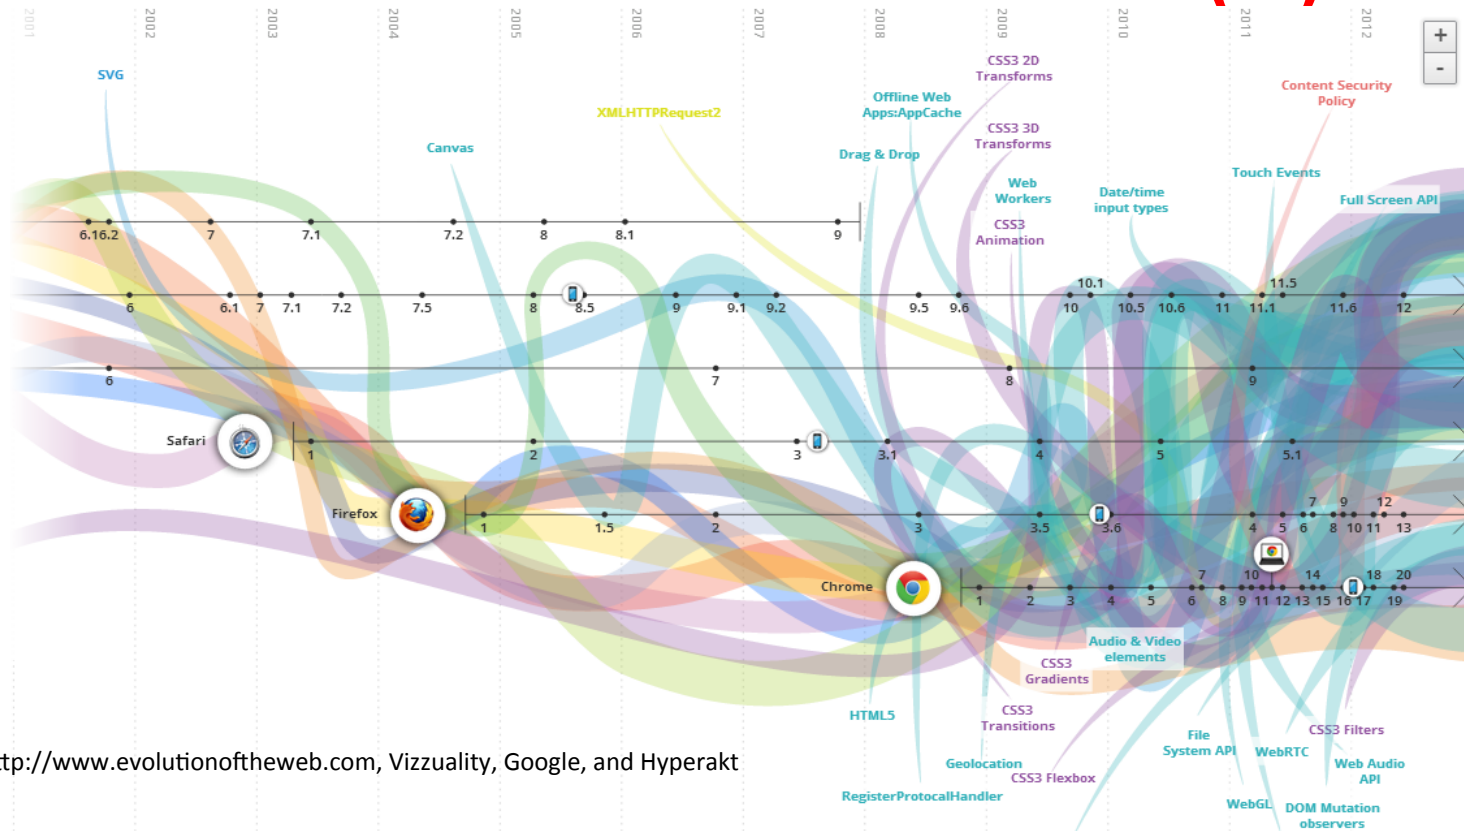 2001 2002 2003 2004 2005 2006 2007 2008 2009 2010 2011 2012
+
-
SVG
Canvas
XMLHTTPRequest2
Offline Web
Apps:AppCache
Drag & Drop
CSS3 2D
Transforms
CSS3 3D
Transforms
Web
Workers
CSS3
Animation
Date/time
input types
Touch Events
Content Security
Policy
Full Screen API
6.1 6.2 7 7.1 7.2 8 8.1 9
10.1 11.5
6 6.1 7 7.1 7.2 7.5 8 8.5 9 9.1 9.2 9.5 9.6 10 10.5 10.6 11 11.1 11.6 12
6 7 8 9
Safari
1 2 3 3.1 4 5 5.1
Firefox
7 9 12
1 1.5 2 3 3.5 3.6 4 5 6 8 10 11 13
Chrome
7 10 14 18 20
1 2 3 4 5 6 8 9 11 12 13 15 16 17 19
Audio & Video
elements
CSS3
Gradients
HTML5
CSS3
Transitions
Geolocation
CSS3 Flexbox
RegisterProtocalHandler
File
System API
WebRTC
CSS3 Filters
Web Audio
API
WebGL
DOM Mutation
observers
ttp://www.evolutionoftheweb.com, Vizzuality, Google, and Hyperakt